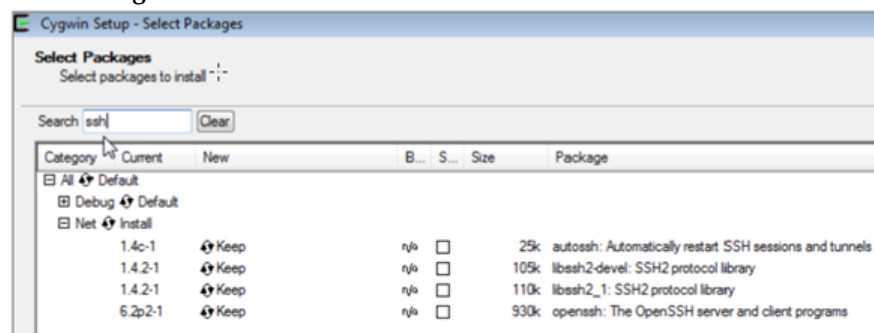 Cygwin Setup - Select Packages
Select Packages
Select packages to install
Search ssh Clear
Category Current New B... S... Size Package
All Default
Debug Default
Net Install
1.4c-1 Keep n/a 25k autossh: Automatically restart SSH sessions and tunnels
1.4.2-1 Keep n/a 105k libssh2-devel: SSH2 protocol library
1.4.2-1 Keep n/a 110k libssh2_1: SSH2 protocol library
6.2p2-1 Keep n/a 930k openssh: The OpenSSH server and client programs